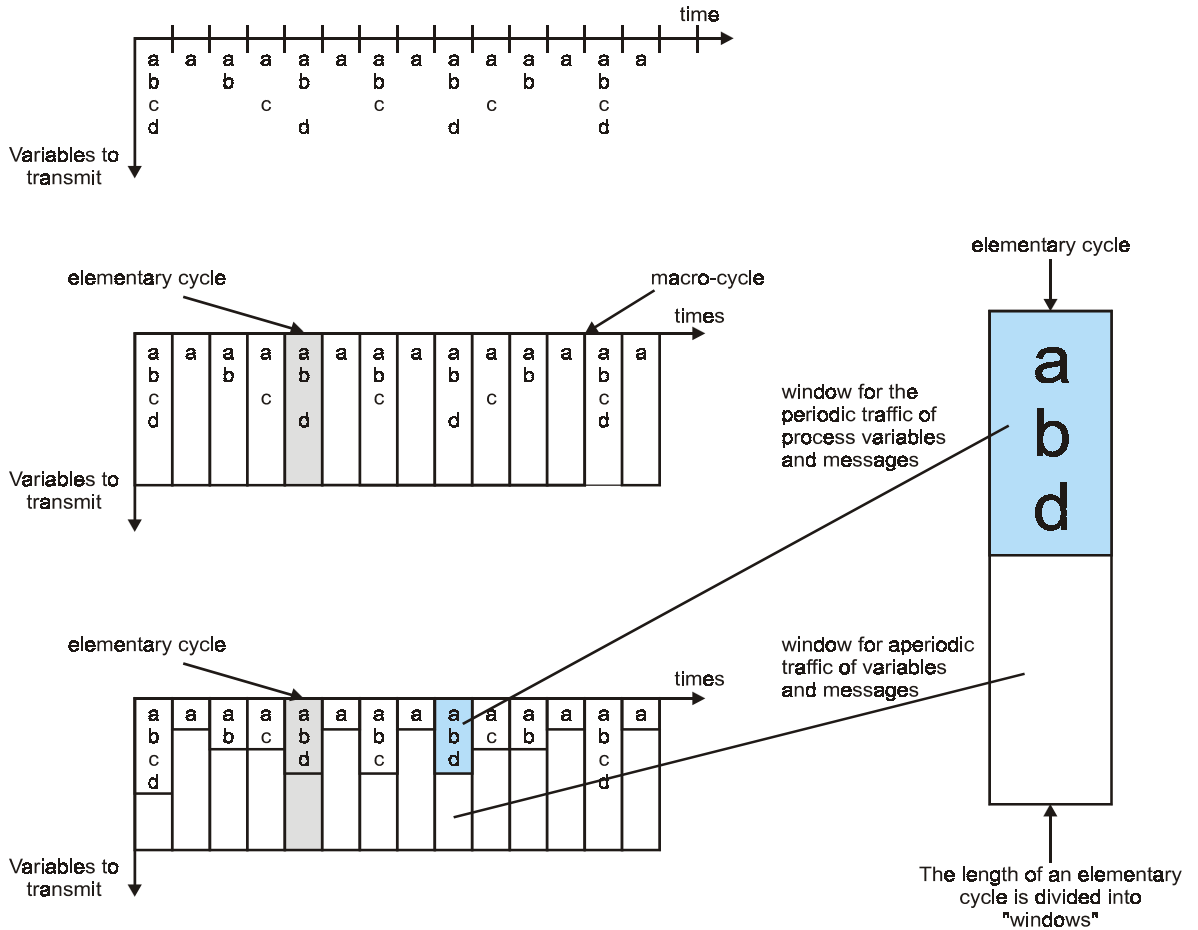 time
a a a a a a a a a a a a a a
b b b b b b b
c c c c c
d d d d
Variables to
transmit
elementary cycle
macro-cycle
times
a a a a a a a a a a a a a a
b b b b b b b
c c c c c
d d d d
Variables to
transmit
elementary cycle
times
a a a a a a a a a a a a a a
b b c b b b c b b
c d c d c
d d
Variables to
transmit
elementary cycle
a
b
d
window for the
periodic traffic of
process variables
and messages
window for aperiodic
traffic of variables
and messages
The length of an elementary
cycle is divided into
"windows"